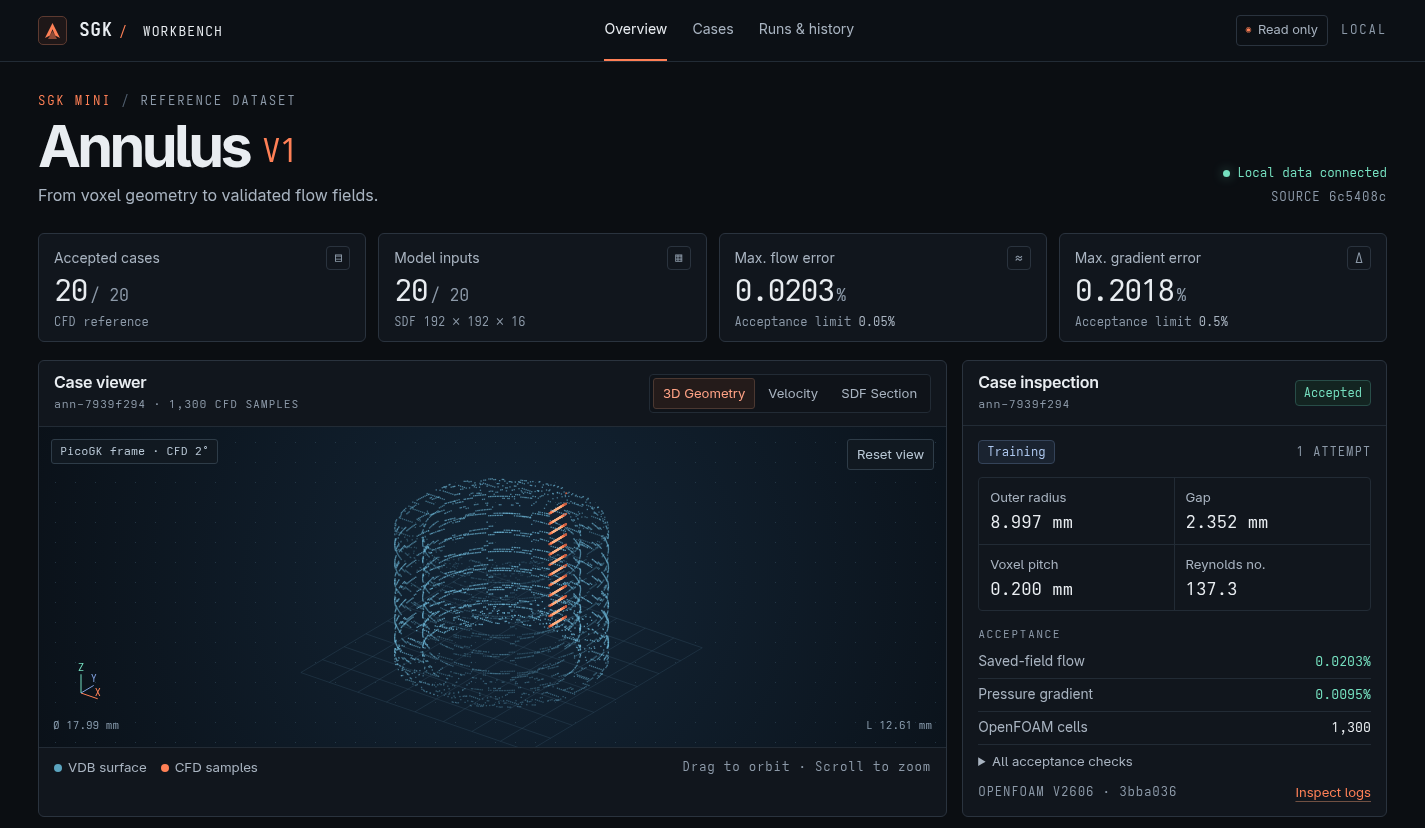 SGK / WORKBENCH
Overview Cases Runs & history
Read only LOCAL
SGK MINI / REFERENCE DATASET
Annulus V1
From voxel geometry to validated flow fields.
Local data connected
SOURCE 6c5408c
Accepted cases
20 / 20
CFD reference
Model inputs
20 / 20
SDF 192 × 192 × 16
Max. flow error
≈
0.0203%
Acceptance limit 0.05%
Max. gradient error
Δ
0.2018%
Acceptance limit 0.5%
Case viewer
ann-7939f294 · 1,300 CFD SAMPLES
3D Geometry Velocity SDF Section
PicoGK frame · CFD 2°
Reset view
Z
Y
X
Ø 17.99 mm
L 12.61 mm
VDB surface CFD samples
Drag to orbit · Scroll to zoom
Case inspection
ann-7939f294
Accepted
Training
1 ATTEMPT
Outer radius
8.997 mm
Gap
2.352 mm
Voxel pitch
0.200 mm
Reynolds no.
137.3
ACCEPTANCE
Saved-field flow 0.0203%
Pressure gradient 0.0095%
OpenFOAM cells 1,300
All acceptance checks
OPENFOAM V2606 · 3bba036
Inspect logs